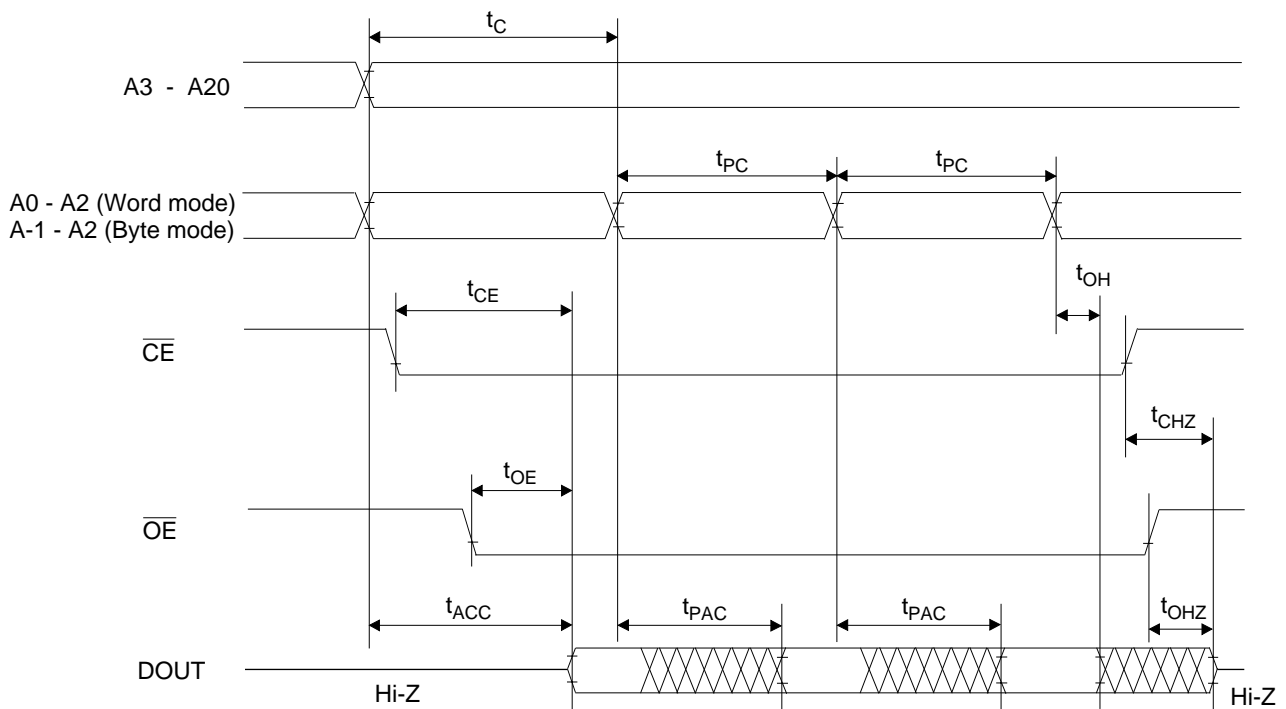 tC
A3 - A20
tPC
tPC
A0 - A2 (Word mode)
A-1 - A2 (Byte mode)
tOH
tCE
CE
tCHZ
tOE
OE
tACC
tPAC
tPAC
tOHZ
DOUT
Hi-Z
Hi-Z